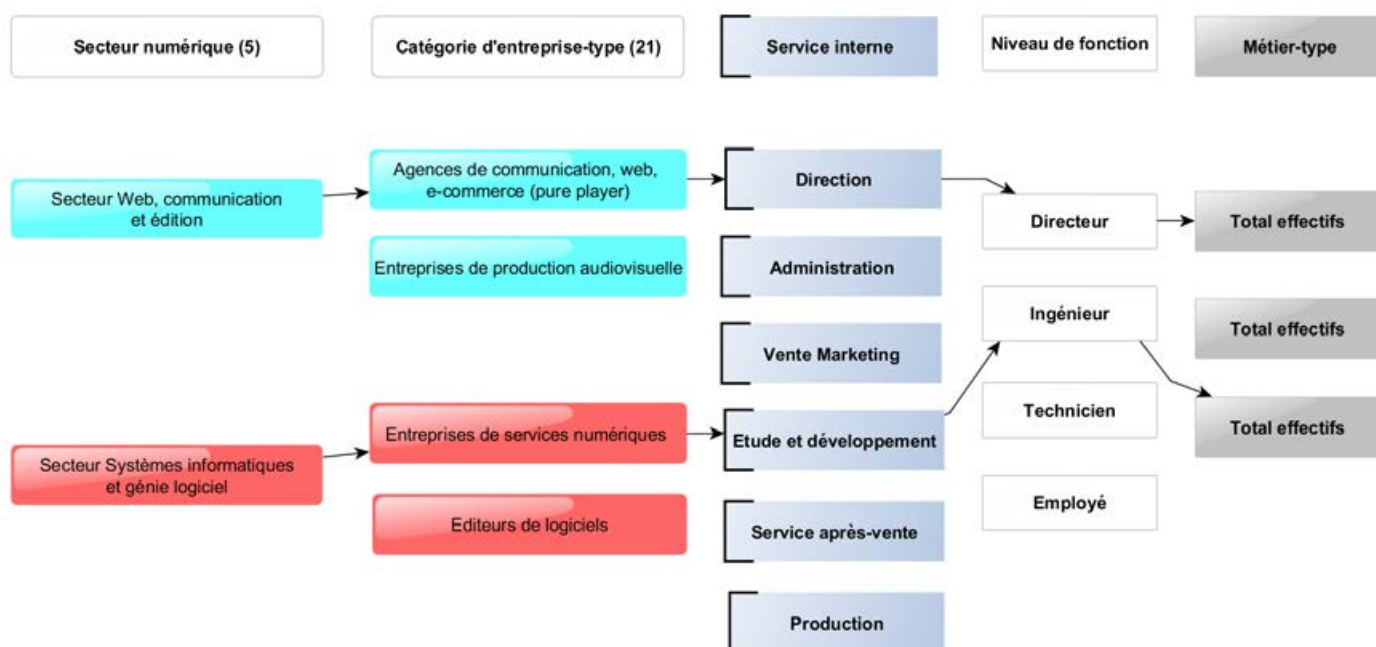 Secteur numérique (5)
Catégorie d'entreprise-type (21)
Service interne
Niveau de fonction
Métier-type
Secteur Web, communication
et édition
Agences de communication, web,
e-commerce (pure player)
Entreprises de production audiovisuelle
Secteur Systèmes informatiques
et génie logiciel
Entreprises de services numériques
Editeurs de logiciels
Direction
Administration
Vente Marketing
Etude et développement
Service après-vente
Production
Directeur
Ingénieur
Technicien
Employé
Total effectifs
Total effectifs
Total effectifs